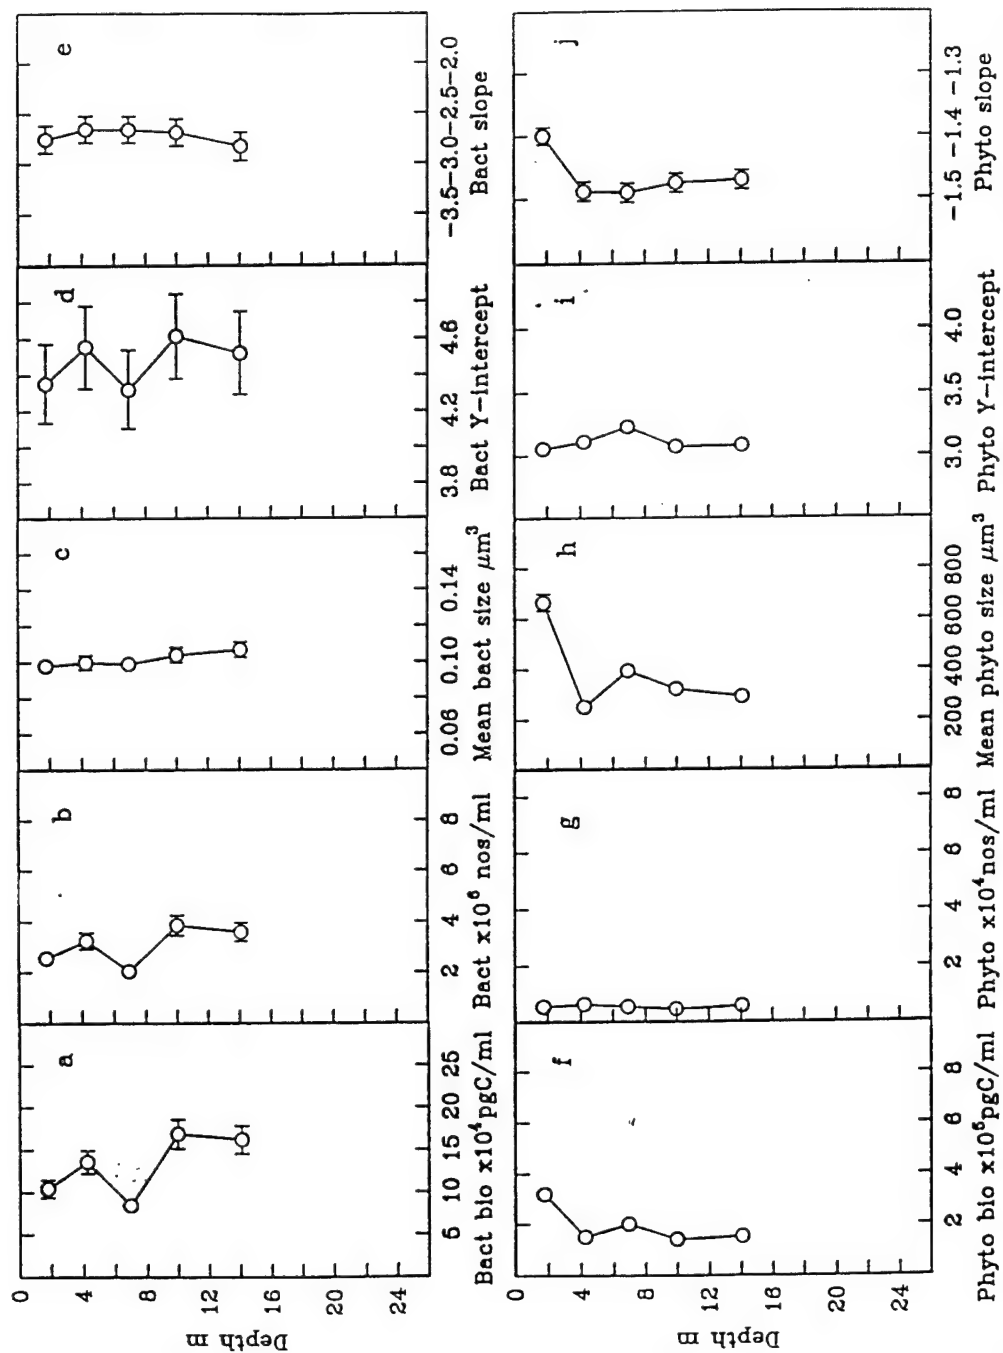 a
b
c
d
e
0
4
8
12
16
20
24
Depth m
5 10 15 20 25
2 4 6 8
0.06 0.10 0.14
3.8 4.2 4.6
-3.5-3.0-2.5-2.0
Bact bio x10⁴pgC/ml
Bact x10⁶ nos/ml
Mean bact size μm³
Bact Y-intercept
Bact slope
f
g
h
i
j
0
4
8
12
16
20
24
Depth m
2 4 6 8
2 4 6 8
200 400 600 800
3.0 3.5 4.0
-1.5 -1.4 -1.3
Phyto bio x10⁵pgC/ml
Phyto x10⁴nos/ml
Mean phyto size μm³
Phyto Y-intercept
Phyto slope